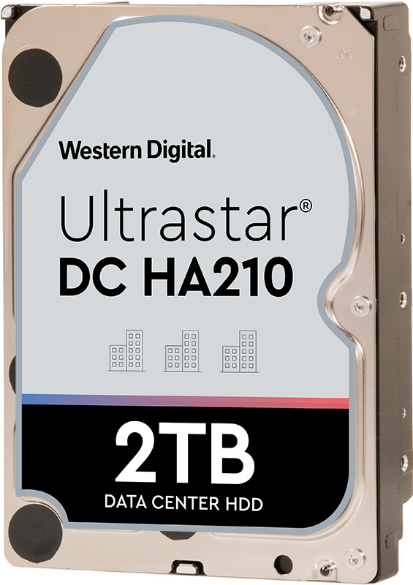 Western Digital.
Ultrastar®
DC HA210
2TB
DATA CENTER HDD